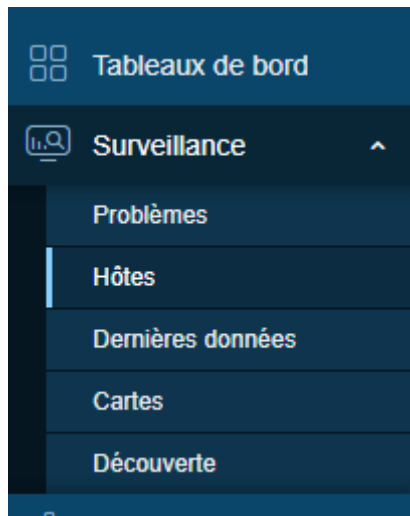 Tableaux de bord
Surveillance
Problèmes
Hôtes
Dernières données
Cartes
Découverte